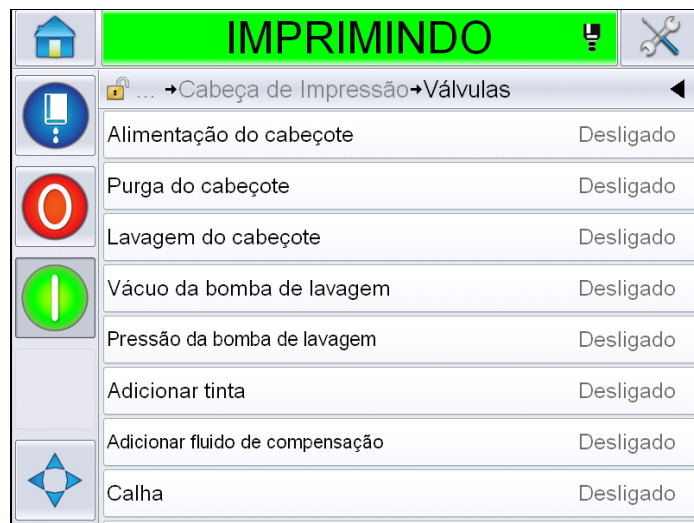 IMPRIMINDO
... →Cabeça de Impressão→Válvulas
Alimentação do cabeçote Desligado
Purga do cabeçote Desligado
Lavagem do cabeçote Desligado
Vácuo da bomba de lavagem Desligado
Pressão da bomba de lavagem Desligado
Adicionar tinta Desligado
Adicionar fluido de compensação Desligado
Calha Desligado